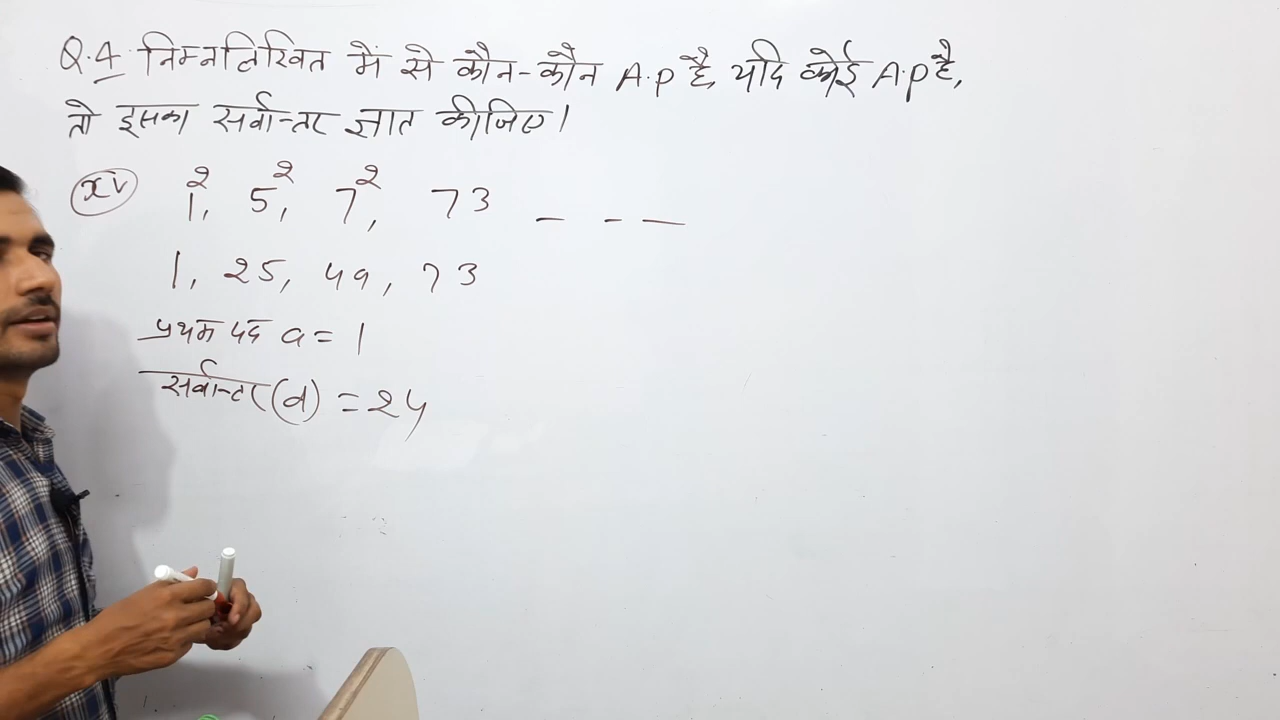 Q.4 निम्नलिखित में से कौन-कौन A.P है, यदि कोई A.P है,
तो इसका सर्वान्तर ज्ञात कीजिए।
(xv) 1², 5², 7², 73 _ _ _
1, 25, 49, 73
प्रथम पद a = 1
सर्वान्तर (d) = 24